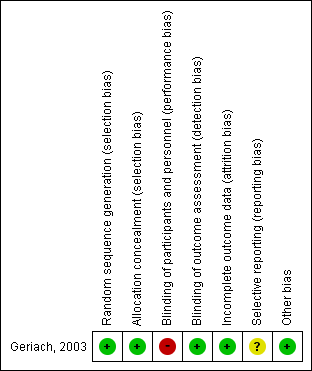 Random sequence generation (selection bias)
Allocation concealment (selection bias)
Blinding of participants and personnel (performance bias)
Blinding of outcome assessment (detection bias)
Incomplete outcome data (attrition bias)
Selective reporting (reporting bias)
Other bias
Geriach, 2003 + + - + + ? +